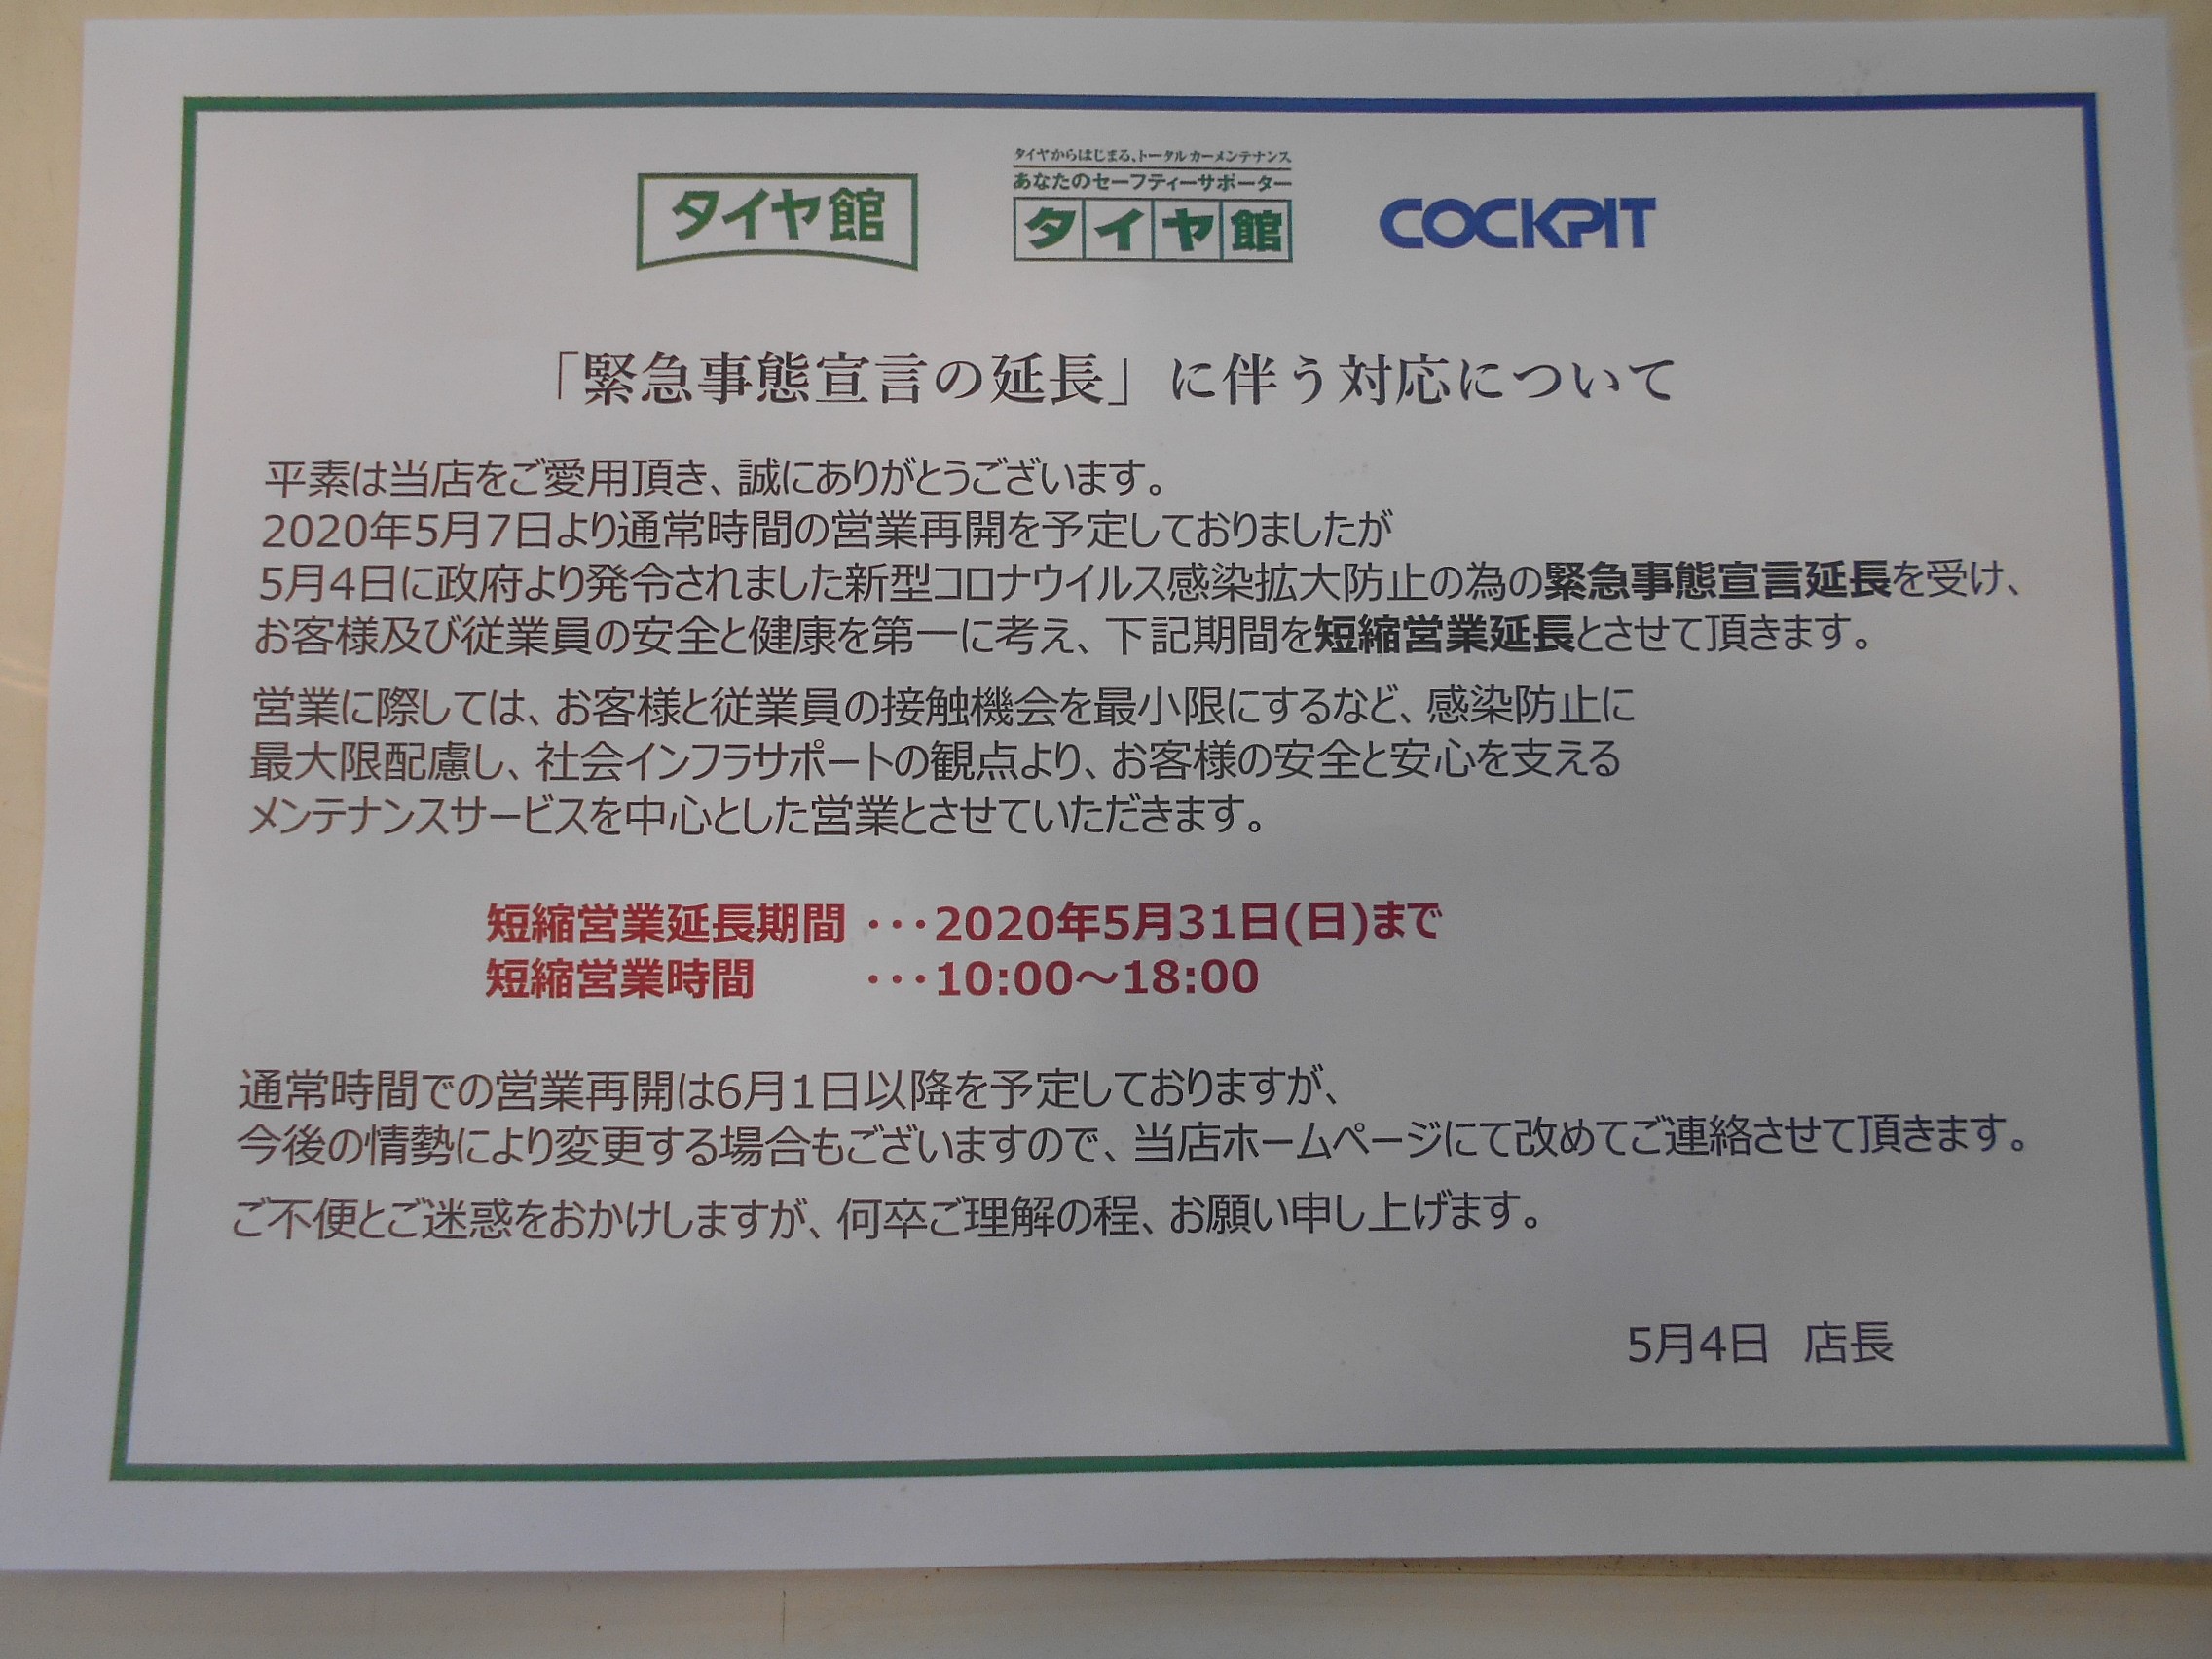 タイヤ館
タイヤからはじまる、トータルカーメンテナンス
あなたのセーフティーサポーター
タイヤ館
COCKPIT
「緊急事態宣言の延長」に伴う対応について
平素は当店をご愛用頂き、誠にありがとうございます。
2020年5月7日より通常時間の営業再開を予定しておりましたが
5月4日に政府より発令されました新型コロナウイルス感染拡大防止の為の緊急事態宣言延長を受け、
お客様及び従業員の安全と健康を第一に考え、下記期間を短縮営業延長とさせて頂きます。
営業に際しては、お客様と従業員の接触機会を最小限にするなど、感染防止に
最大限配慮し、社会インフラサポートの観点より、お客様の安全と安心を支える
メンテナンスサービスを中心とした営業とさせていただきます。
短縮営業延長期間 ・・・2020年5月31日(日)まで
短縮営業時間 ・・・10:00～18:00
通常時間での営業再開は6月1日以降を予定しておりますが、
今後の情勢により変更する場合もございますので、当店ホームページにて改めてご連絡させて頂きます。
ご不便とご迷惑をおかけしますが、何卒ご理解の程、お願い申し上げます。
5月4日 店長